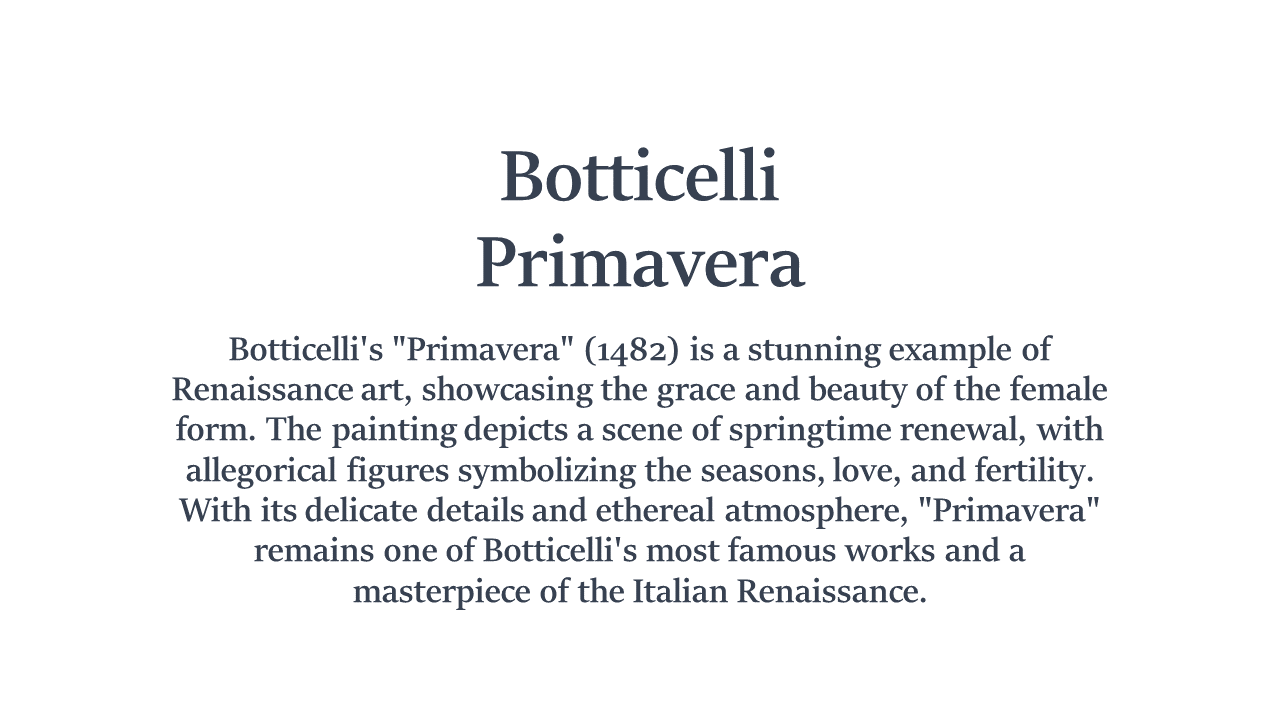 Botticelli
Primavera
Botticelli's "Primavera" (1482) is a stunning example of
Renaissance art, showcasing the grace and beauty of the female
form. The painting depicts a scene of springtime renewal, with
allegorical figures symbolizing the seasons, love, and fertility.
With its delicate details and ethereal atmosphere, "Primavera"
remains one of Botticelli's most famous works and a
masterpiece of the Italian Renaissance.